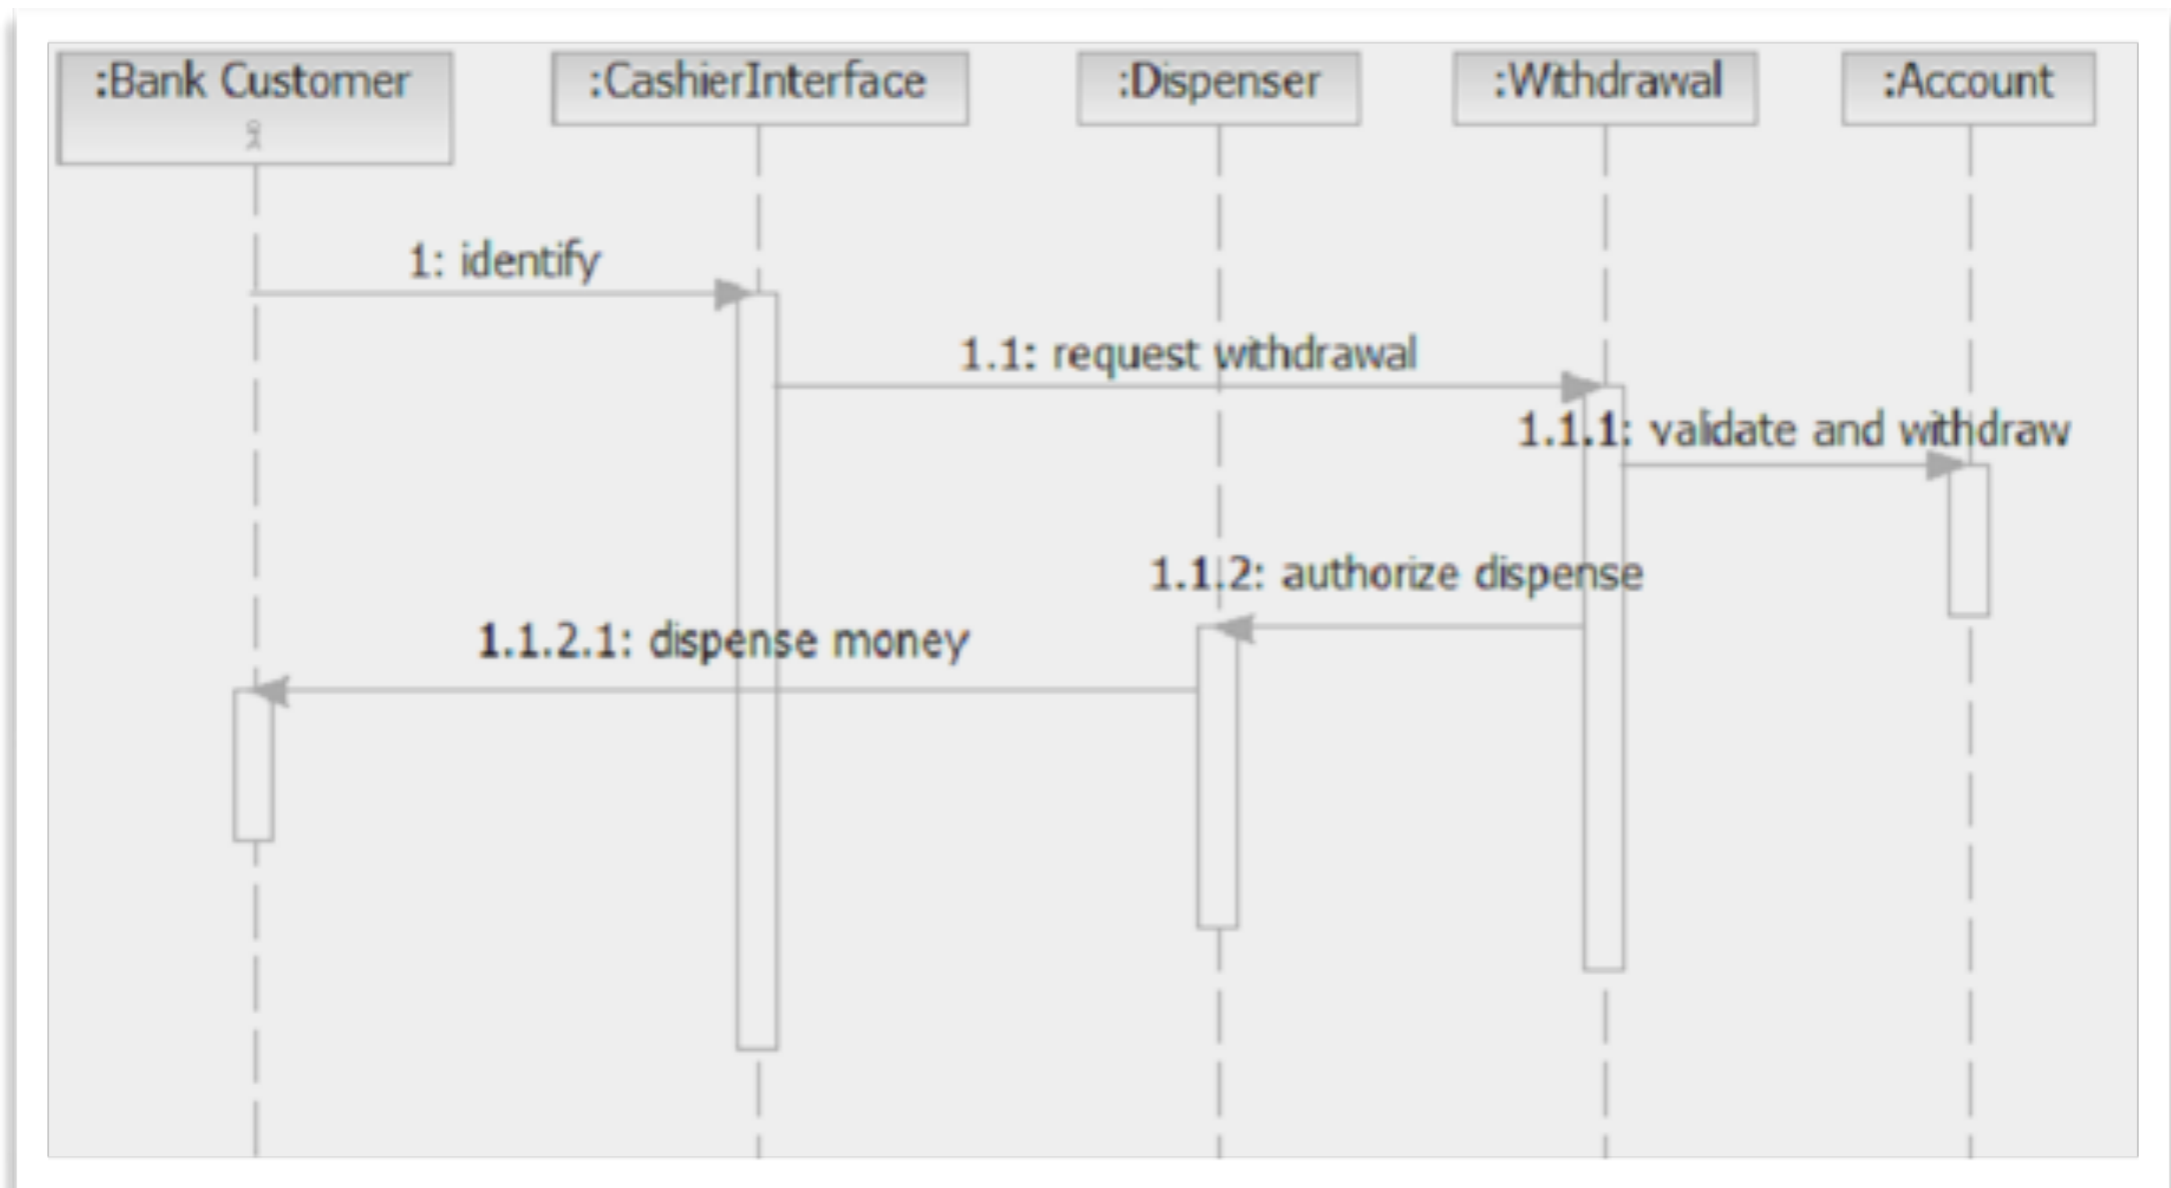 :Bank Customer
:CashierInterface
:Dispenser
:Withdrawal
:Account
1: identify
1.1: request withdrawal
1.1.1: validate and withdraw
1.1.2: authorize dispense
1.1.2.1: dispense money